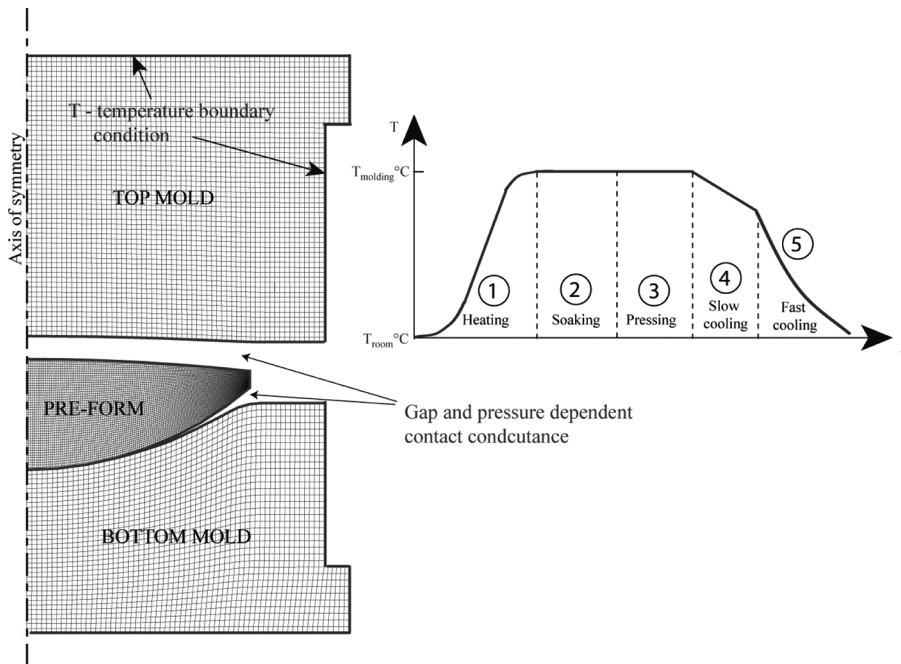 T - temperature boundary
condition
Axis of symmetry
TOP MOLD
PRE-FORM
BOTTOM MOLD
Gap and pressure dependent
contact condcutance
T
Tmolding°C
Troom°C
1
Heating
2
Soaking
3
Pressing
4
Slow
cooling
5
Fast
cooling